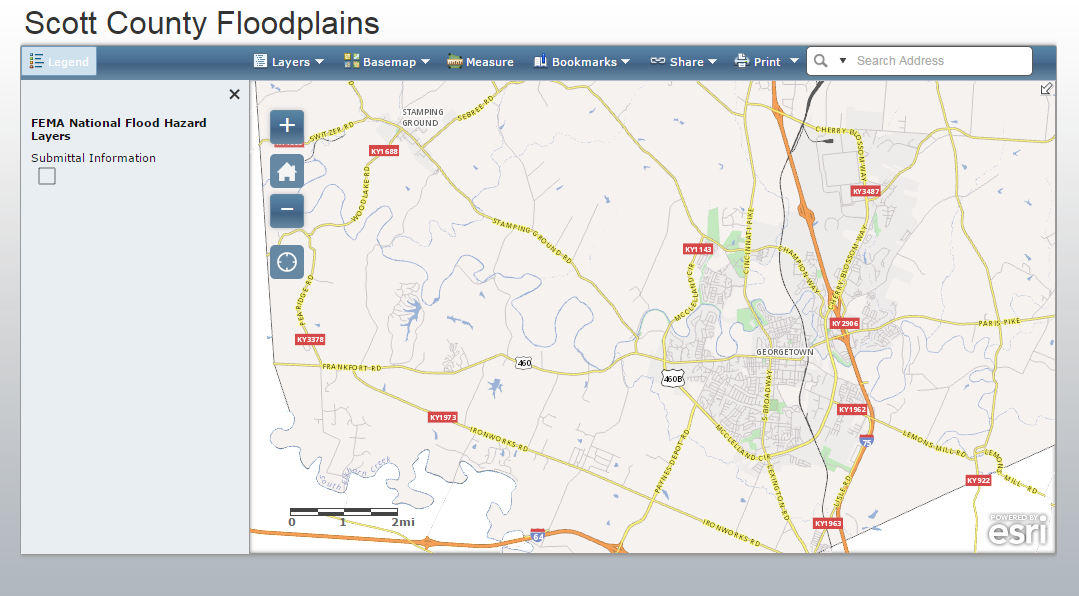 Scott County Floodplains
Legend
Layers
Basemap
Measure
Bookmarks
Share
Print
Search Address
FEMA National Flood Hazard
Layers
Submittal Information
STAMPING
GROUND
SEBREE RD
SWITZER RD
KY1688
WOODLAKE RD
CHERRY BLOSSOM WAY
KY3487
STAMPING GROUND RD
CINCINNATI PIKE
KY1143
CHAMPION WAY
CHERRY BLOSSOM WAY
MCCLELLAND CIR
PEA RIDGE RD
KY3378
KY2906
PARIS PIKE
GEORGETOWN
FRANKFORT RD
460
460B
S BROADWAY
KY1962
KY1973
IRONWORKS RD
MCCLELLAND CIR
75
LEMONS MILL RD
LEMONS MILL RD
PAYNES DEPOT RD
LEXINGTON RD
LISLE RD
KY922
South Elkhorn Creek
0 1 2mi
KY1963
IRONWORKS RD
64
POWERED BY
esri